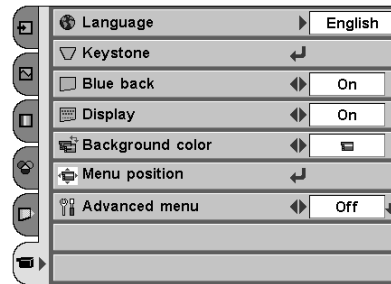 Language English
Keystone
Blue back On
Display On
Background color
Menu position
Advanced menu Off